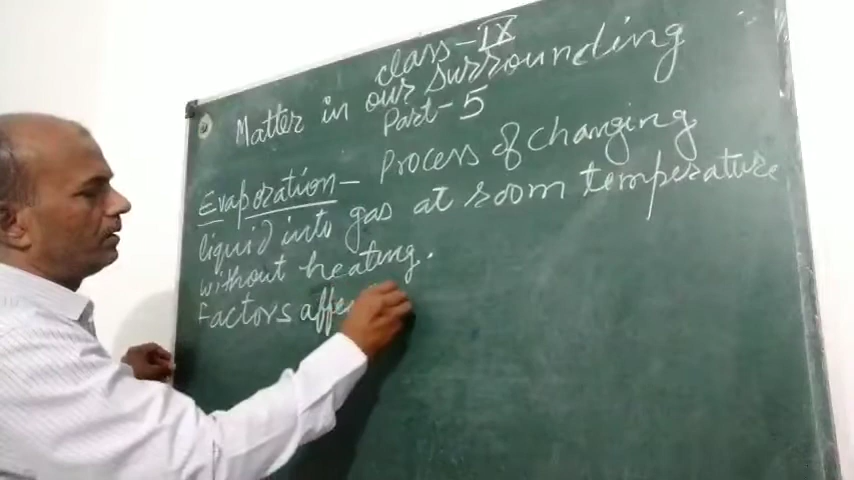 class - IX
Matter in our surrounding
Part - 5
Evaporation - Process of changing
liquid into gas at room temperature
without heating.
Factors affe